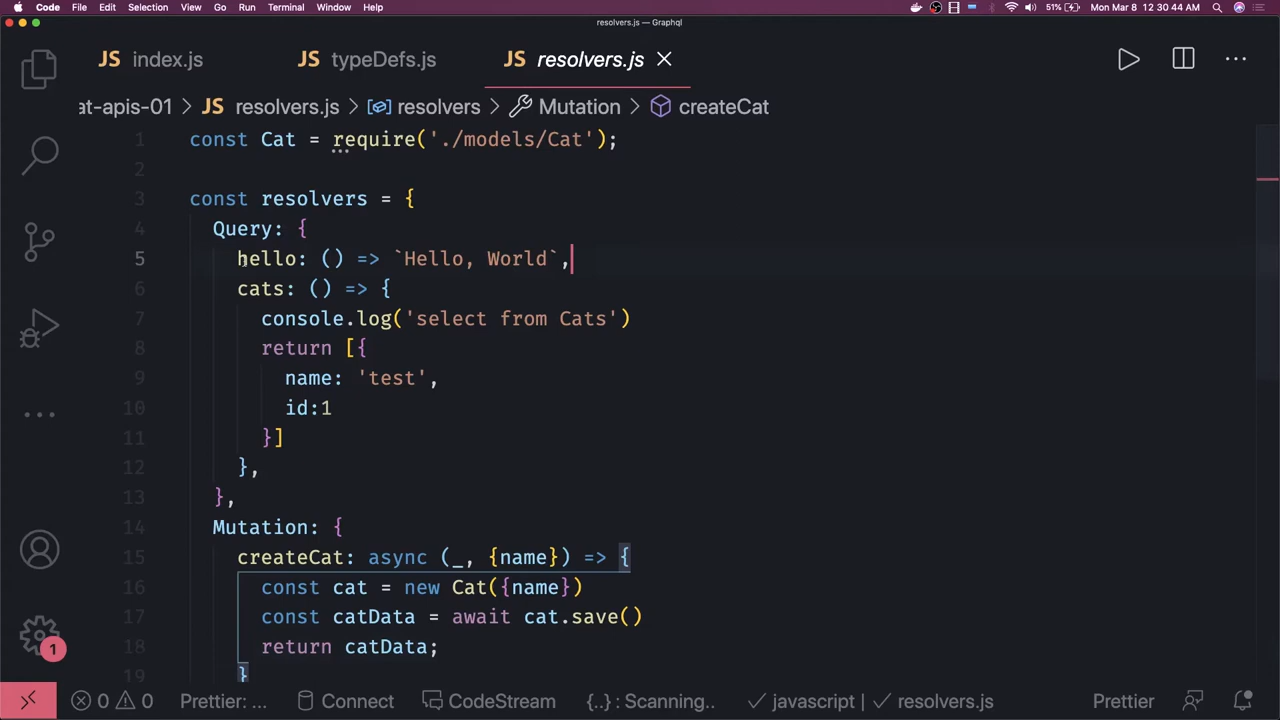 Code File Edit Selection View Go Run Terminal Window Help 51% Mon Mar 8 12 30 44 AM
resolvers.js — Graphql
JS index.js JS typeDefs.js JS resolvers.js
at-apis-01 > JS resolvers.js > resolvers > Mutation > createCat
1 const Cat = require('./models/Cat');
2
3 const resolvers = {
4 Query: {
5 hello: () => `Hello, World`,
6 cats: () => {
7 console.log('select from Cats')
8 return [{
9 name: 'test',
10 id:1
11 }]
12 },
13 },
14 Mutation: {
15 createCat: async (_, {name}) => {
16 const cat = new Cat({name})
17 const catData = await cat.save()
18 return catData;
19 }
1
0 0 Prettier: ... Connect CodeStream {..} : Scanning.. javascript resolvers.js Prettier